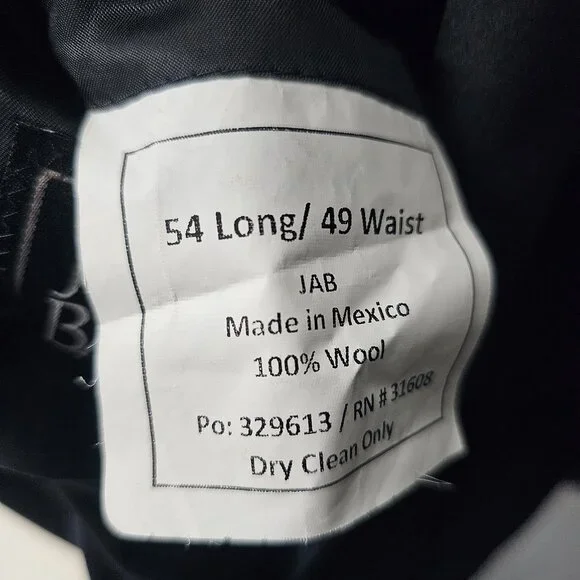 54 Long/ 49 Waist
JAB
Made in Mexico
100% Wool
Po: 329613 / RN # 31608
Dry Clean Only